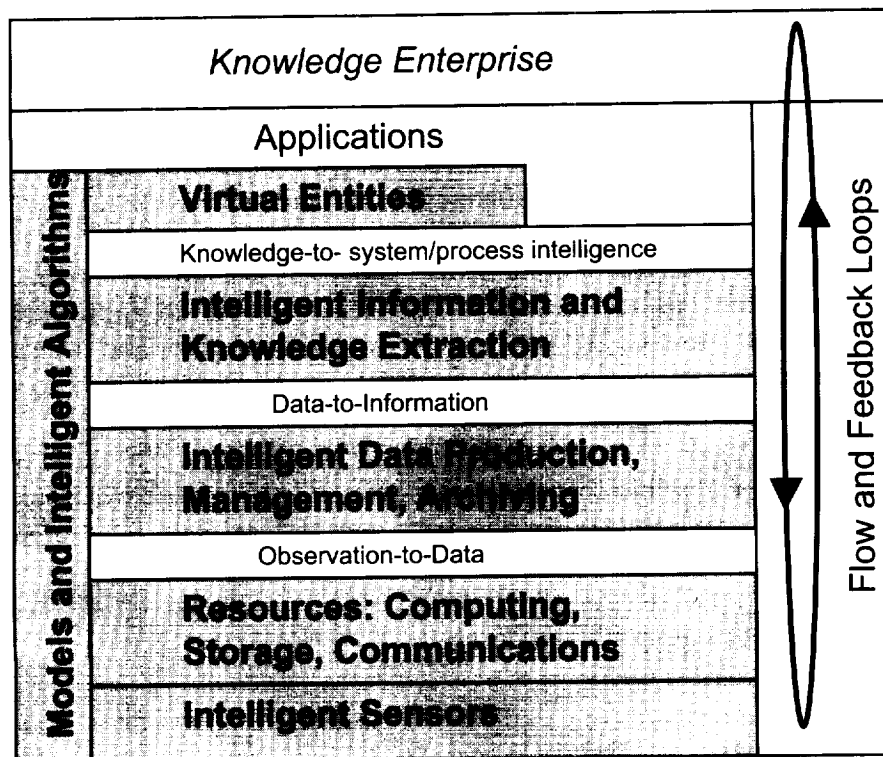 Knowledge Enterprise
Applications
Models and Intelligent Algorithms
Virtual Entities
Knowledge-to- system/process intelligence
Intelligent Information and
Knowledge Extraction
Data-to-Information
Intelligent Data Production,
Management, Archiving
Observation-to-Data
Resources: Computing,
Storage, Communications
Intelligent Sensors
Flow and Feedback Loops